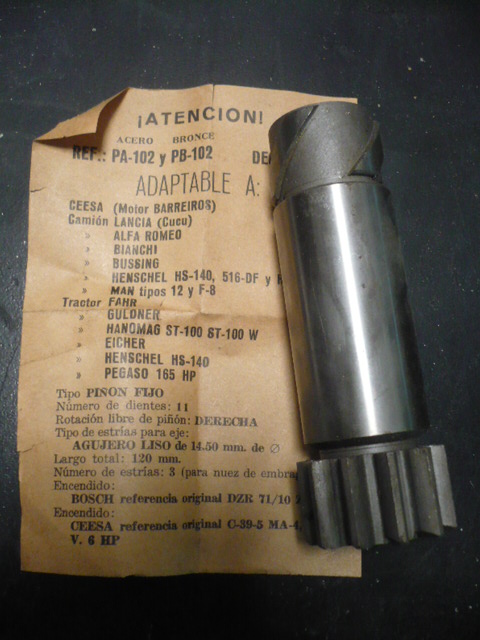 ¡ATENCION!
ACERO BRONCE
REF.: PA-102 y PB-102
ADAPTABLE A:
CEESA (Motor BARREIROS)
Camión LANCIA (Cucu)
» ALFA ROMEO
» BIANCHI
» BUSSING
» HENSCHEL HS-140, 516-DF y
» MAN tipos 12 y F-8
Tractor FAHR
» GULDNER
» HANOMAG ST-100 ST-100 W
» EICHER
» HENSCHEL HS-140
» PEGASO 165 HP
Tipo PIÑON FIJO
Número de dientes: 11
Rotación libre de piñón: DERECHA
Tipo de estrías para eje:
AGUJERO LISO de 14.50 mm. de Ø
Largo total: 120 mm.
Número de estrías: 3 (para nuez de
Encendido:
BOSCH referencia original DZR 71/10
Encendido:
CEESA referencia original C-39-5 MA-4,
V. 6 HP